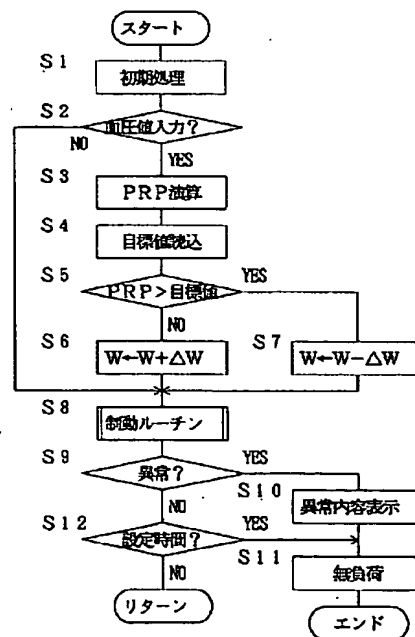 スタート
S1
初期処理
S2
血圧値入力?
NO
YES
S3
PRP演算
S4
目標値読込
S5
PRP>目標値
YES
NO
S6
W←W+△W
S7
W←W-△W
S8
制動ルーチン
S9
異常?
YES
NO
S10
異常内容表示
S12
設定時間?
YES
NO
S11
無負荷
リターン
エンド